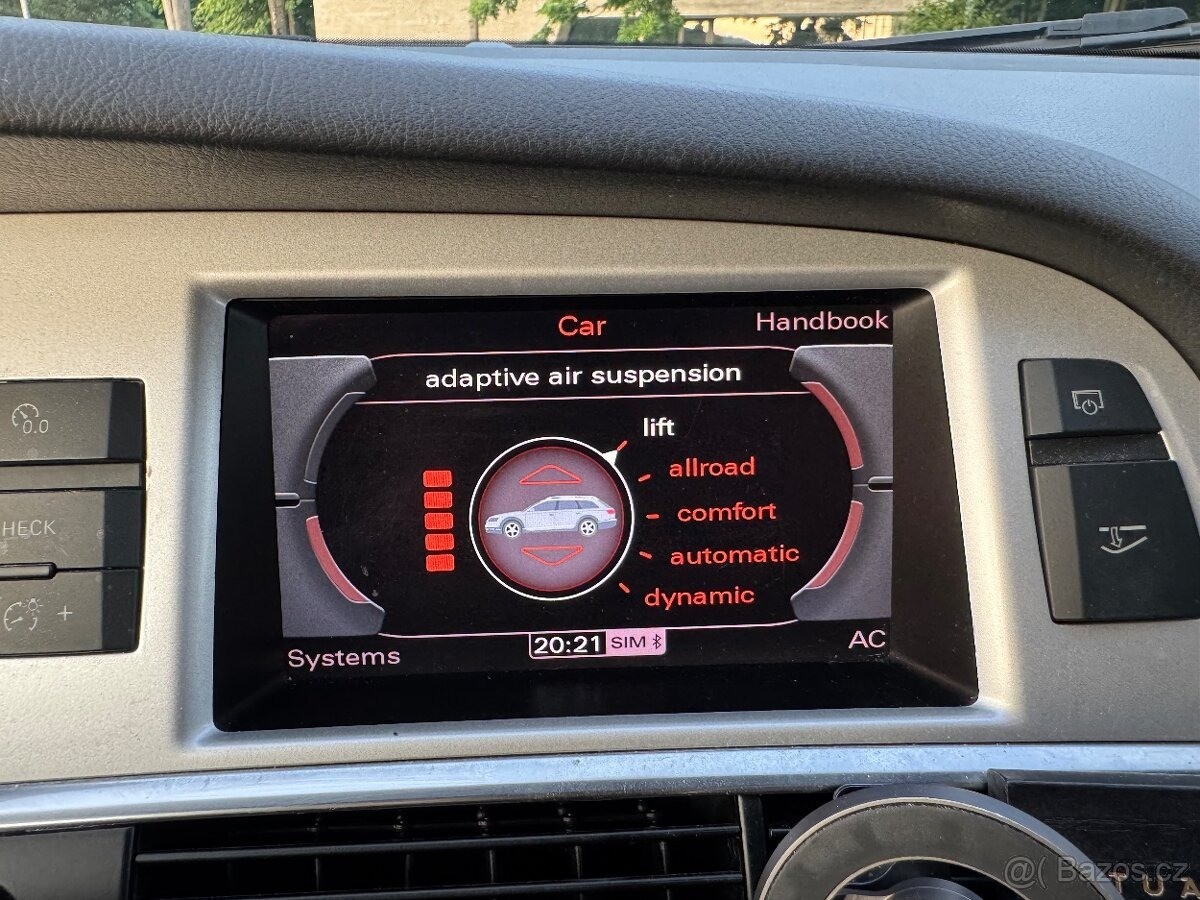 Car
Handbook
adaptive air suspension
lift
allroad
comfort
automatic
dynamic
20:21 SIM
Systems
AC
0.0
HECK
+
@( Bazos.cz
TUA